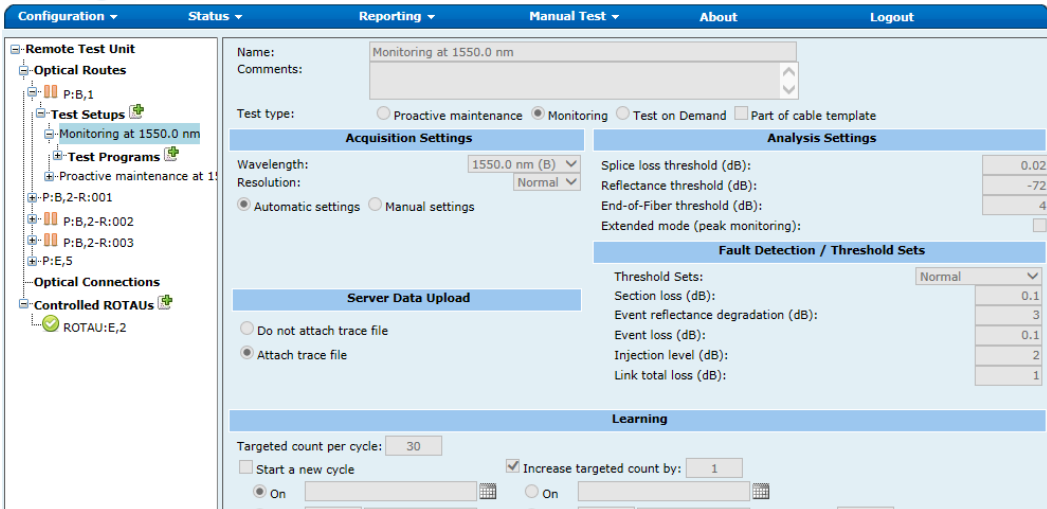 Configuration Status Reporting Manual Test About Logout
Remote Test Unit
Optical Routes
P:B,1
Test Setups
Monitoring at 1550.0 nm
Test Programs
Proactive maintenance at
P:B,2-R:001
P:B,2-R:002
P:B,2-R:003
P:E,5
Optical Connections
Controlled ROTAUs
ROTAU:E,2
Name: Monitoring at 1550.0 nm
Comments:
Test type: Proactive maintenance Monitoring Test on Demand Part of cable template
Acquisition Settings
Wavelength: 1550.0 nm (B)
Resolution: Normal
Automatic settings Manual settings
Analysis Settings
Splice loss threshold (dB): 0.02
Reflectance threshold (dB): -72
End-of-Fiber threshold (dB): 4
Extended mode (peak monitoring):
Fault Detection / Threshold Sets
Threshold Sets: Normal
Section loss (dB): 0.1
Event reflectance degradation (dB): 3
Event loss (dB): 0.1
Injection level (dB): 2
Link total loss (dB): 1
Server Data Upload
Do not attach trace file
Attach trace file
Learning
Targeted count per cycle: 30
Start a new cycle Increase targeted count by: 1
On On